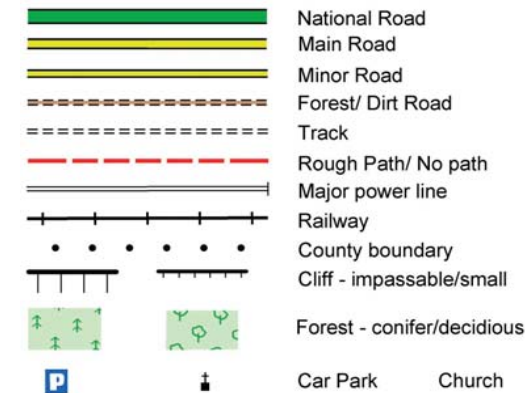 National Road
Main Road
Minor Road
Forest/ Dirt Road
Track
Rough Path/ No path
Major power line
Railway
County boundary
Cliff - impassable/small
Forest - conifer/decidious
P Car Park Church